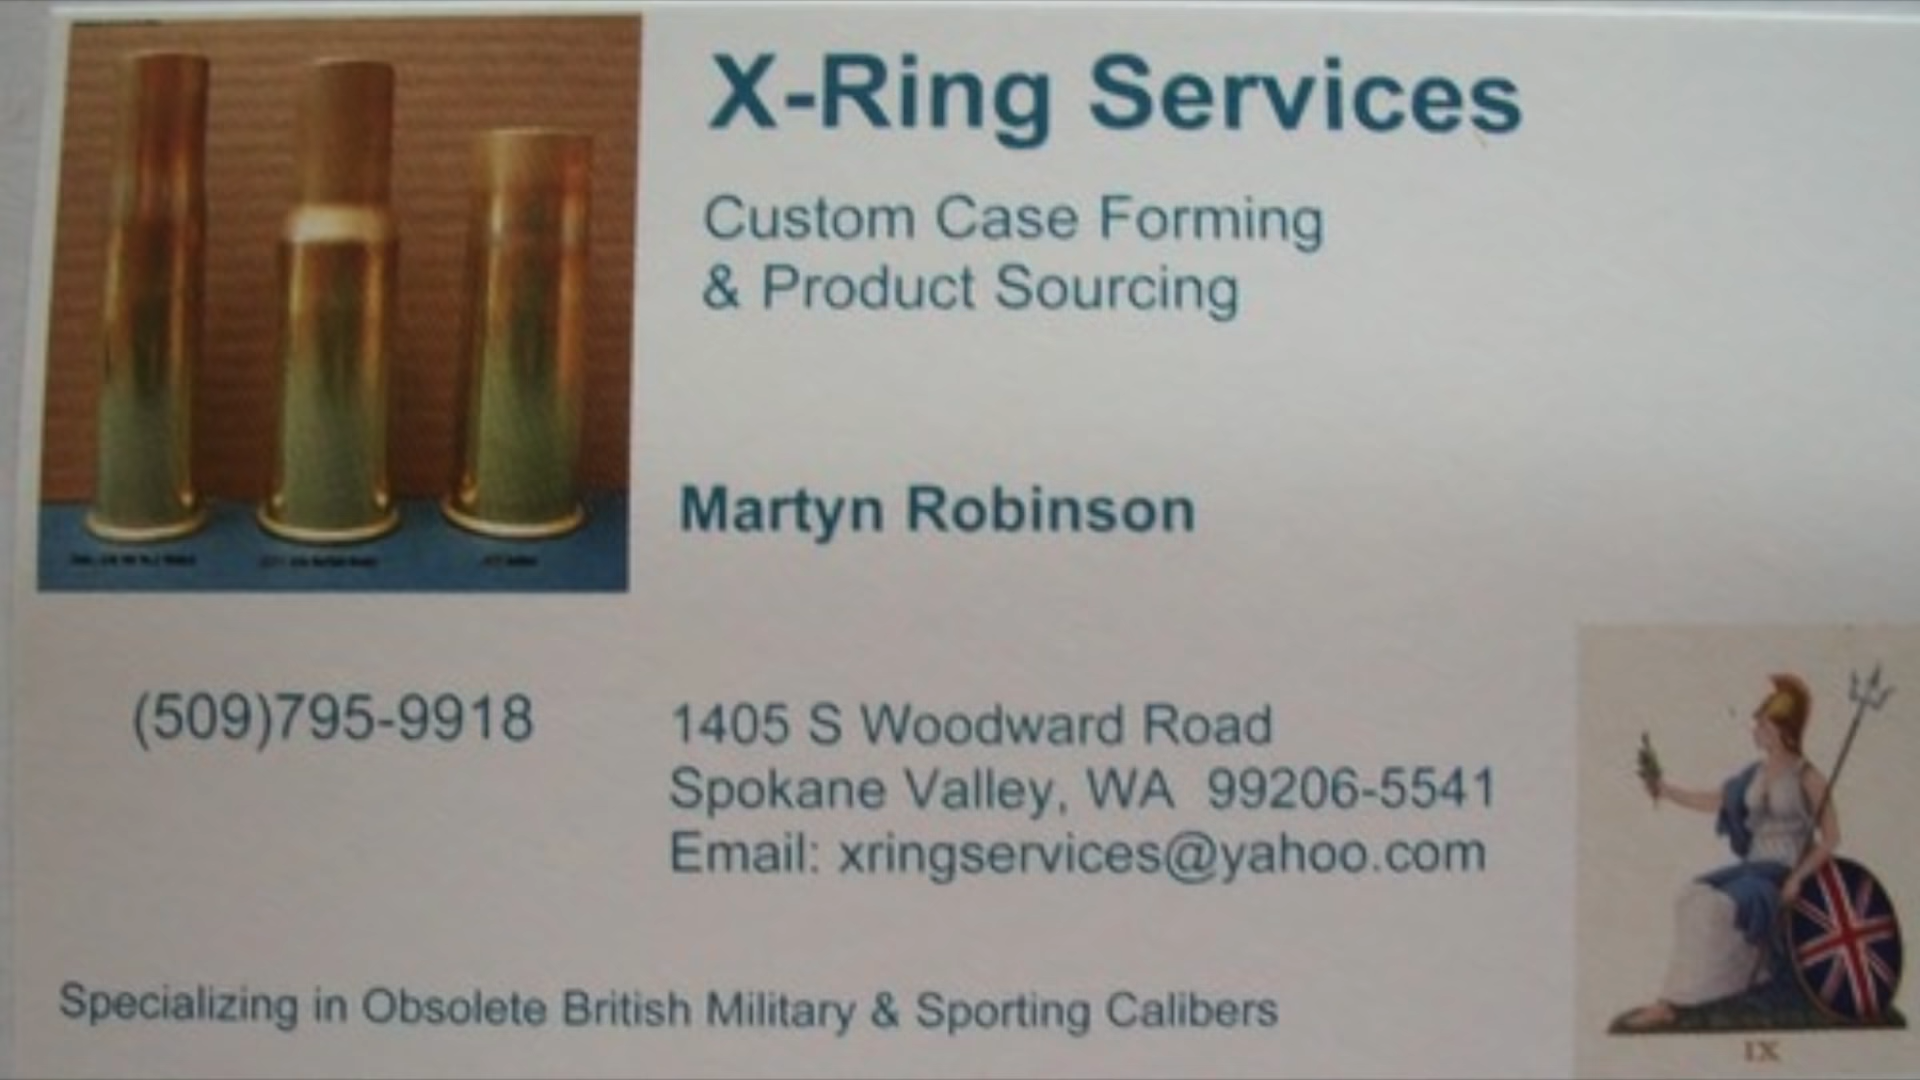 X-Ring Services
Custom Case Forming
& Product Sourcing
Martyn Robinson
(509)795-9918
1405 S Woodward Road
Spokane Valley, WA 99206-5541
Email: xringservices@yahoo.com
Specializing in Obsolete British Military & Sporting Calibers
IX